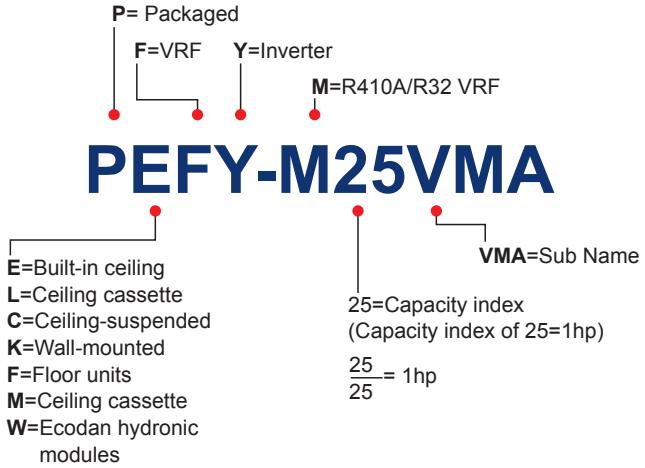 P= Packaged
F=VRF
Y=Inverter
M=R410A/R32 VRF
PEFY-M25VMA
E=Built-in ceiling
L=Ceiling cassette
C=Ceiling-suspended
K=Wall-mounted
F=Floor units
M=Ceiling cassette
W=Ecodan hydronic
modules
25=Capacity index
(Capacity index of 25=1hp)
25
25
= 1hp
VMA=Sub Name